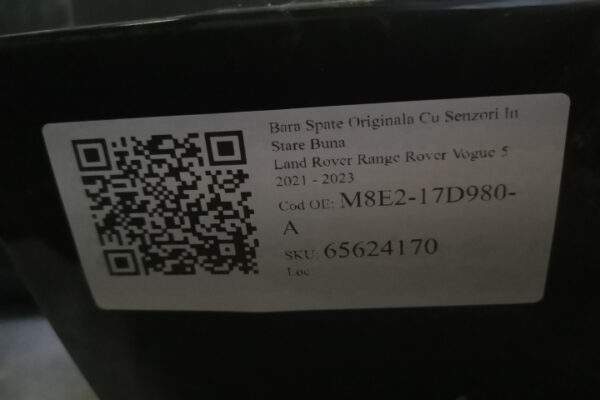 Bara Spate Originala Cu Senzori In
Stare Buna
Land Rover Range Rover Vogue 5
2021 - 2023
Cod OE: M8E2-17D980-
A
SKU: 65624170
Loc